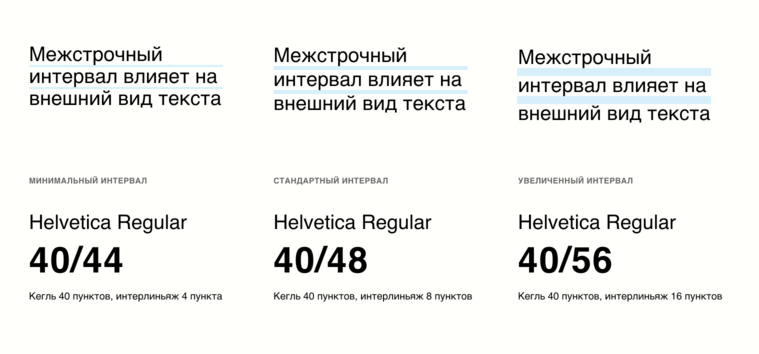 Межстрочный
интервал влияет на
внешний вид текста
МИНИМАЛЬНЫЙ ИНТЕРВАЛ
Helvetica Regular
40/44
Кегль 40 пунктов, интерлиньяж 4 пункта
Межстрочный
интервал влияет на
внешний вид текста
СТАНДАРТНЫЙ ИНТЕРВАЛ
Helvetica Regular
40/48
Кегль 40 пунктов, интерлиньяж 8 пунктов
Межстрочный
интервал влияет на
внешний вид текста
УВЕЛИЧЕННЫЙ ИНТЕРВАЛ
Helvetica Regular
40/56
Кегль 40 пунктов, интерлиньяж 16 пунктов